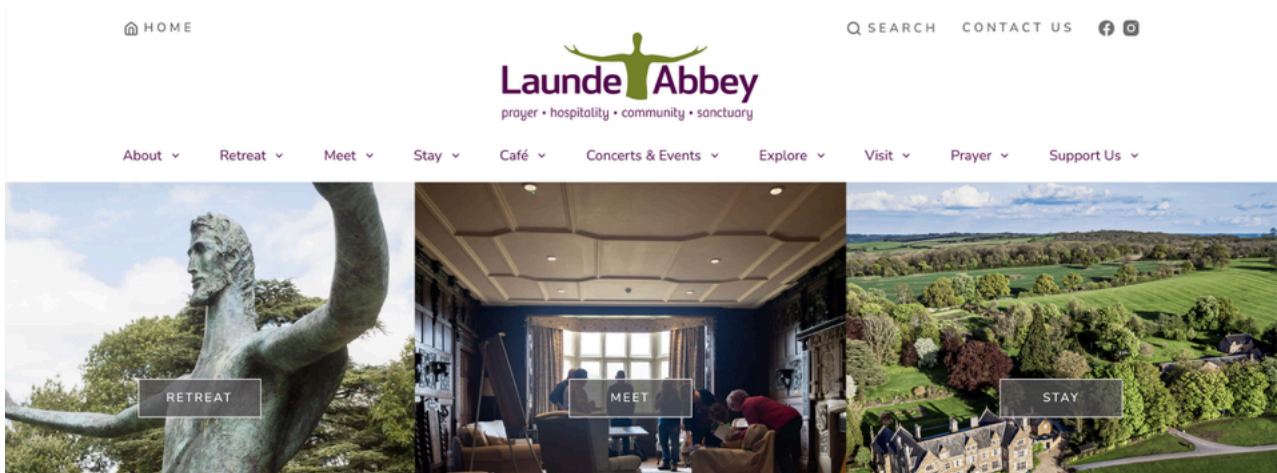 HOME
SEARCH CONTACT US
Launde Abbey
prayer • hospitality • community • sanctuary
About Retreat Meet Stay Café Concerts & Events Explore Visit Prayer Support Us
RETREAT MEET STAY